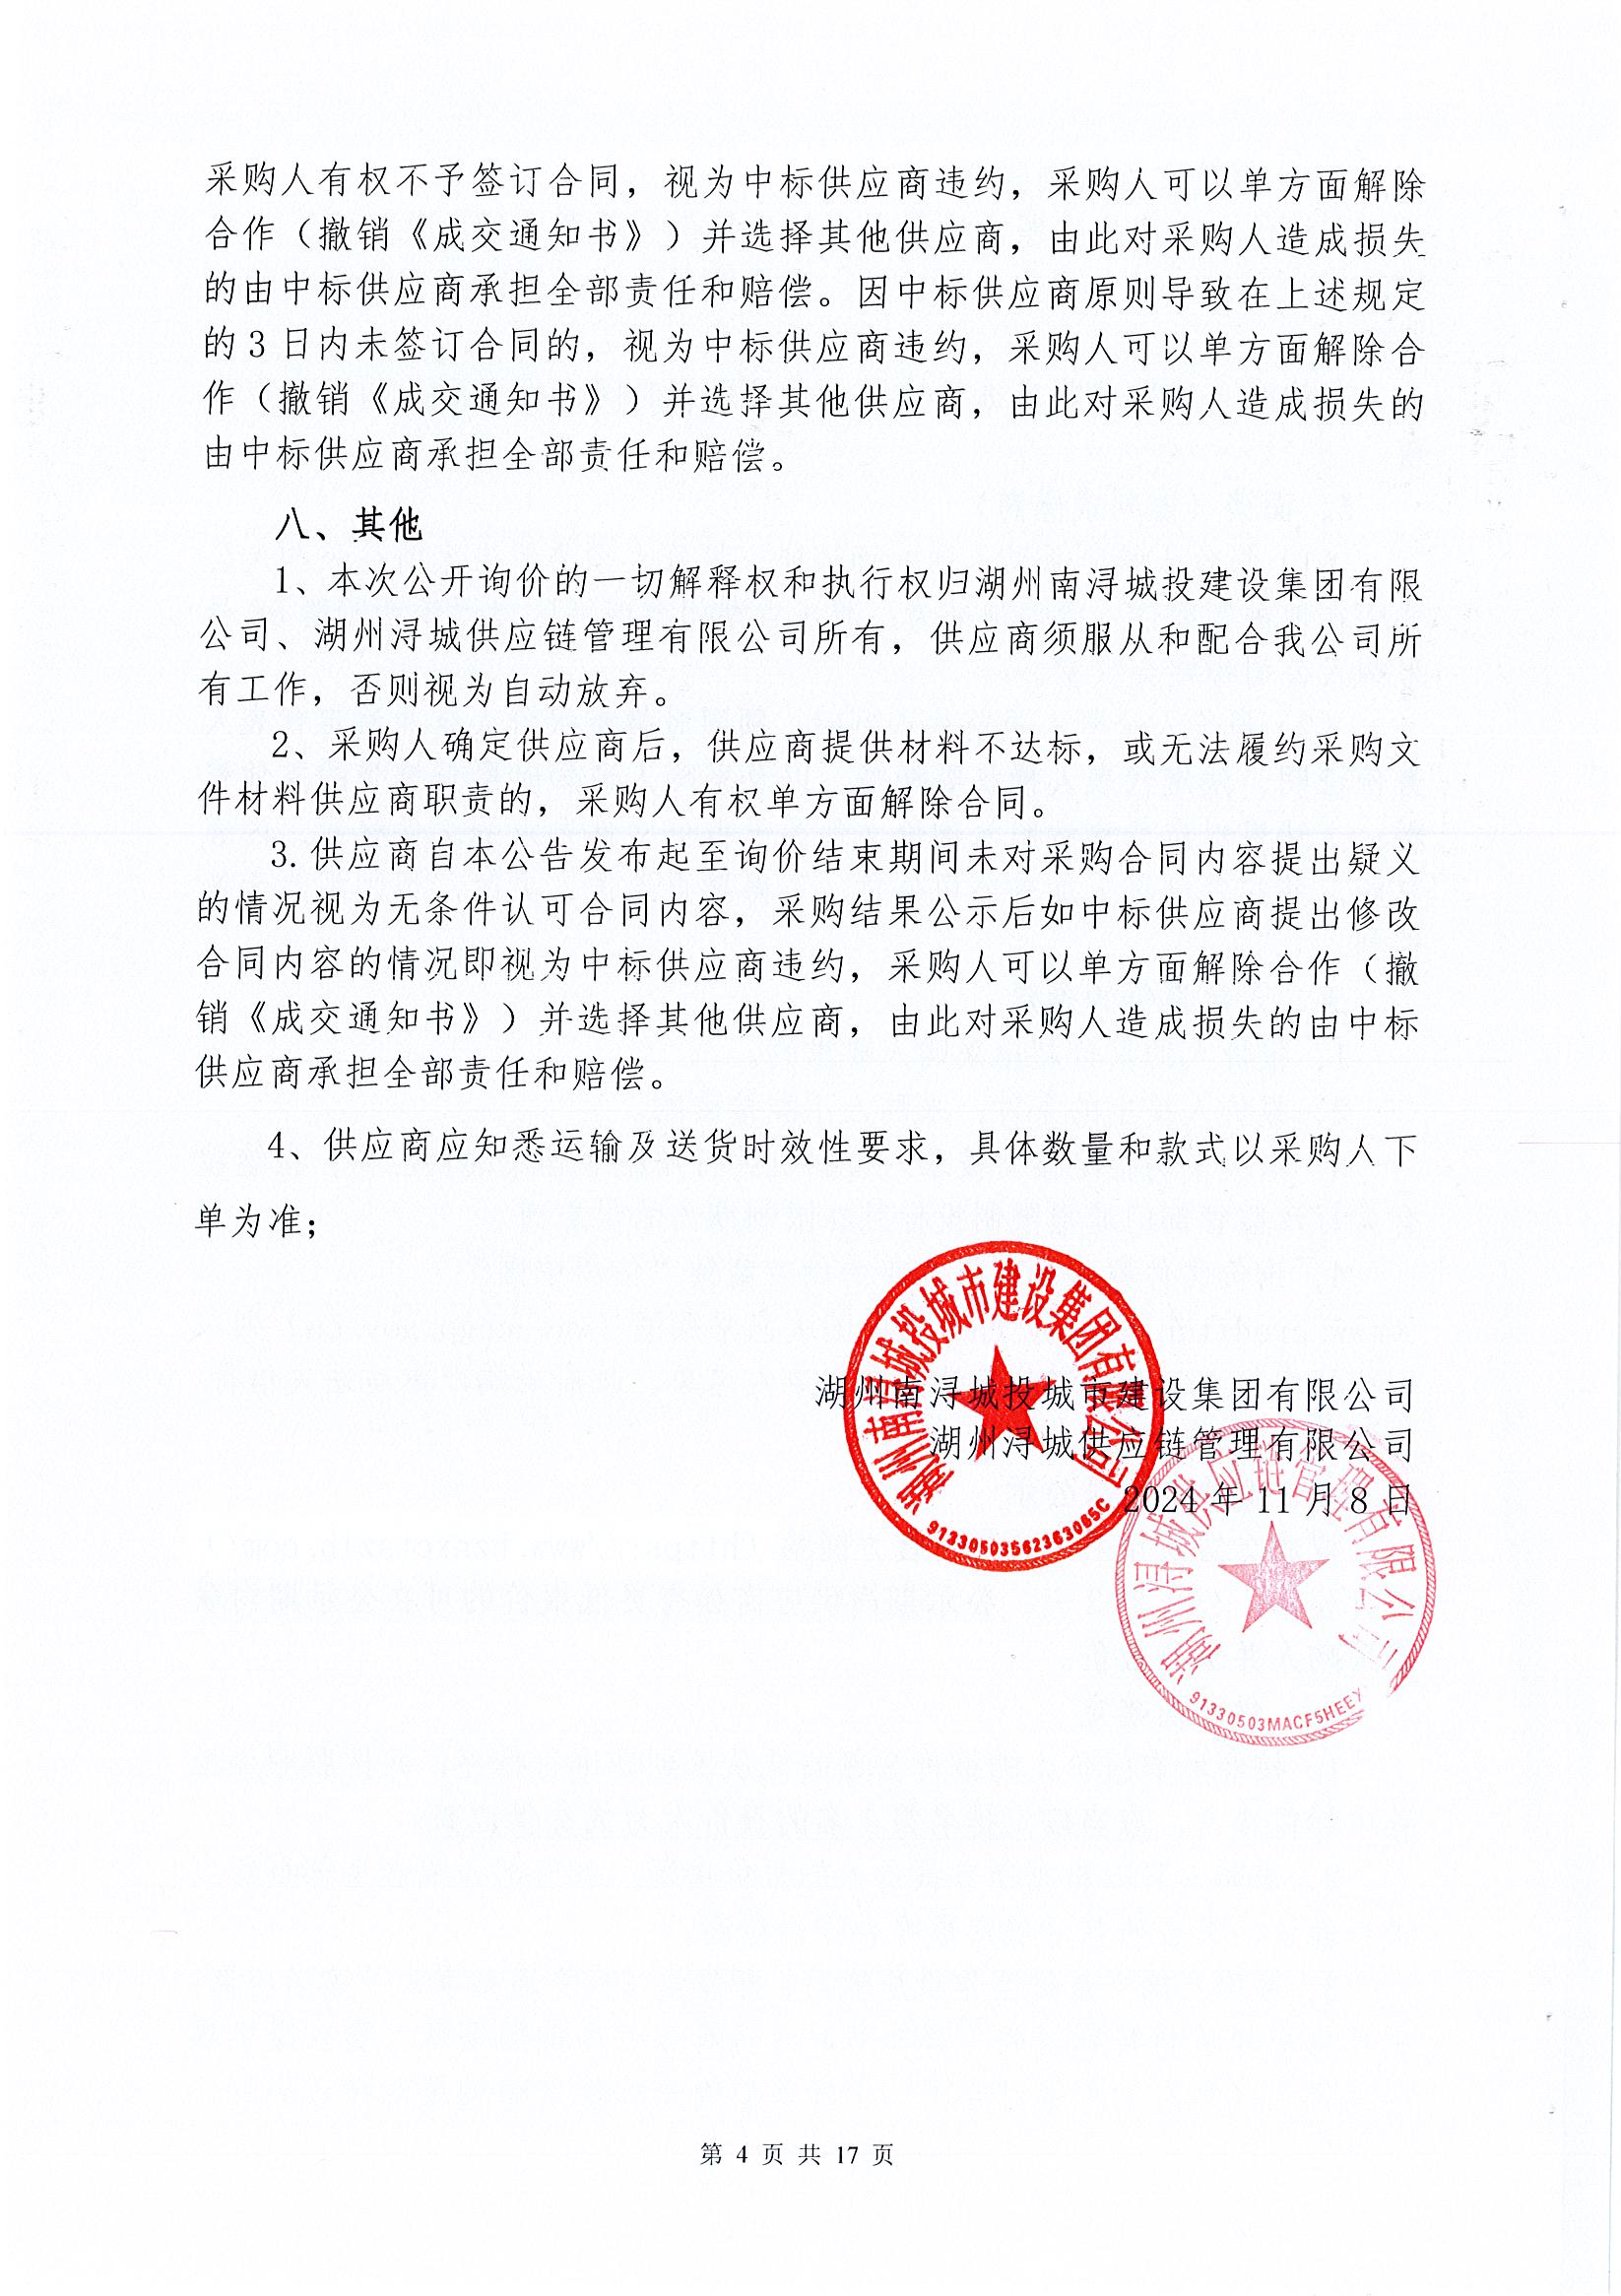 采购人有权不予签订合同，视为中标供应商违约，采购人可以单方面解除
合作（撤销《成交通知书》）并选择其他供应商，由此对采购人造成损失
的由中标供应商承担全部责任和赔偿。因中标供应商原则导致在上述规定
的3日内未签订合同的，视为中标供应商违约，采购人可以单方面解除合
作（撤销《成交通知书》）并选择其他供应商，由此对采购人造成损失的
由中标供应商承担全部责任和赔偿。
八、其他
1、本次公开询价的一切解释权和执行权归湖州南浔城投建设集团有限
公司、湖州浔城供应链管理有限公司所有，供应商须服从和配合我公司所
有工作，否则视为自动放弃。
2、采购人确定供应商后，供应商提供材料不达标，或无法履约采购文
件材料供应商职责的，采购人有权单方面解除合同。
3.供应商自本公告发布起至询价结束期间未对采购合同内容提出疑义
的情况视为无条件认可合同内容，采购结果公示后如中标供应商提出修改
合同内容的情况即视为中标供应商违约，采购人可以单方面解除合作（撤
销《成交通知书》）并选择其他供应商，由此对采购人造成损失的由中标
供应商承担全部责任和赔偿。
4、供应商应知悉运输及送货时效性要求，具体数量和款式以采购人下
单为准；
湖州南浔城投城市建设集团有限公司
湖州浔城供应链管理有限公司
2024年11月8日
湖州南浔城投城市建设集团有限公司
91330503562363065C
湖州浔城供应链管理有限公司
91330503MACF5HEEY
第 4 页 共 17 页